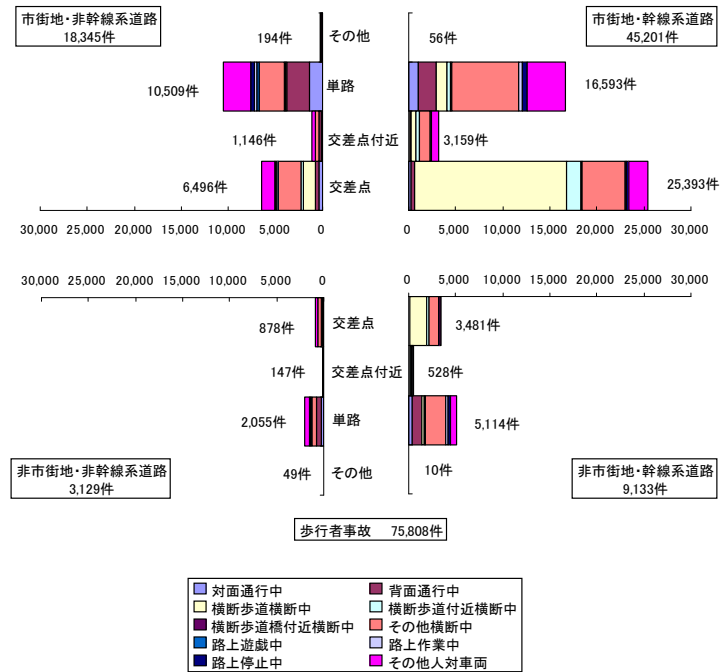 市街地・非幹線系道路
18,345件
市街地・幹線系道路
45,201件
194件
その他
56件
10,509件
単路
16,593件
1,146件
交差点付近
3,159件
6,496件
交差点
25,393件
30,000 25,000 20,000 15,000 10,000 5,000 0
0 5,000 10,000 15,000 20,000 25,000 30,000
30,000 25,000 20,000 15,000 10,000 5,000 0
0 5,000 10,000 15,000 20,000 25,000 30,000
878件
交差点
3,481件
147件
交差点付近
528件
2,055件
単路
5,114件
49件
その他
10件
非市街地・非幹線系道路
3,129件
非市街地・幹線系道路
9,133件
歩行者事故 75,808件
対面通行中
背面通行中
横断歩道横断中
横断歩道付近横断中
横断歩道橋付近横断中
その他横断中
路上遊戯中
路上作業中
路上停止中
その他人対車両